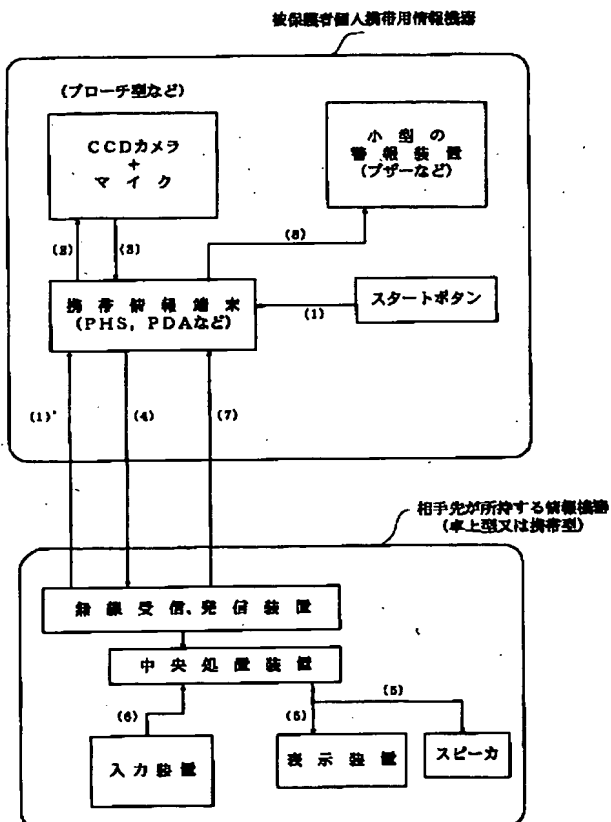 被保護者個人携帯用情報機器
(ブローチ型など)
CCDカメラ
+
マイク
小型の
警報装置
(ブザーなど)
(2)
(3)
(8)
携帯情報端末
(PHS, PDAなど)
(1)
スタートボタン
(1)'
(4)
(7)
相手先が所持する情報機器
(卓上型又は携帯型)
無線受信、発信装置
中央処置装置
(6)
(5)
(5)
入力装置
表示装置
スピーカ